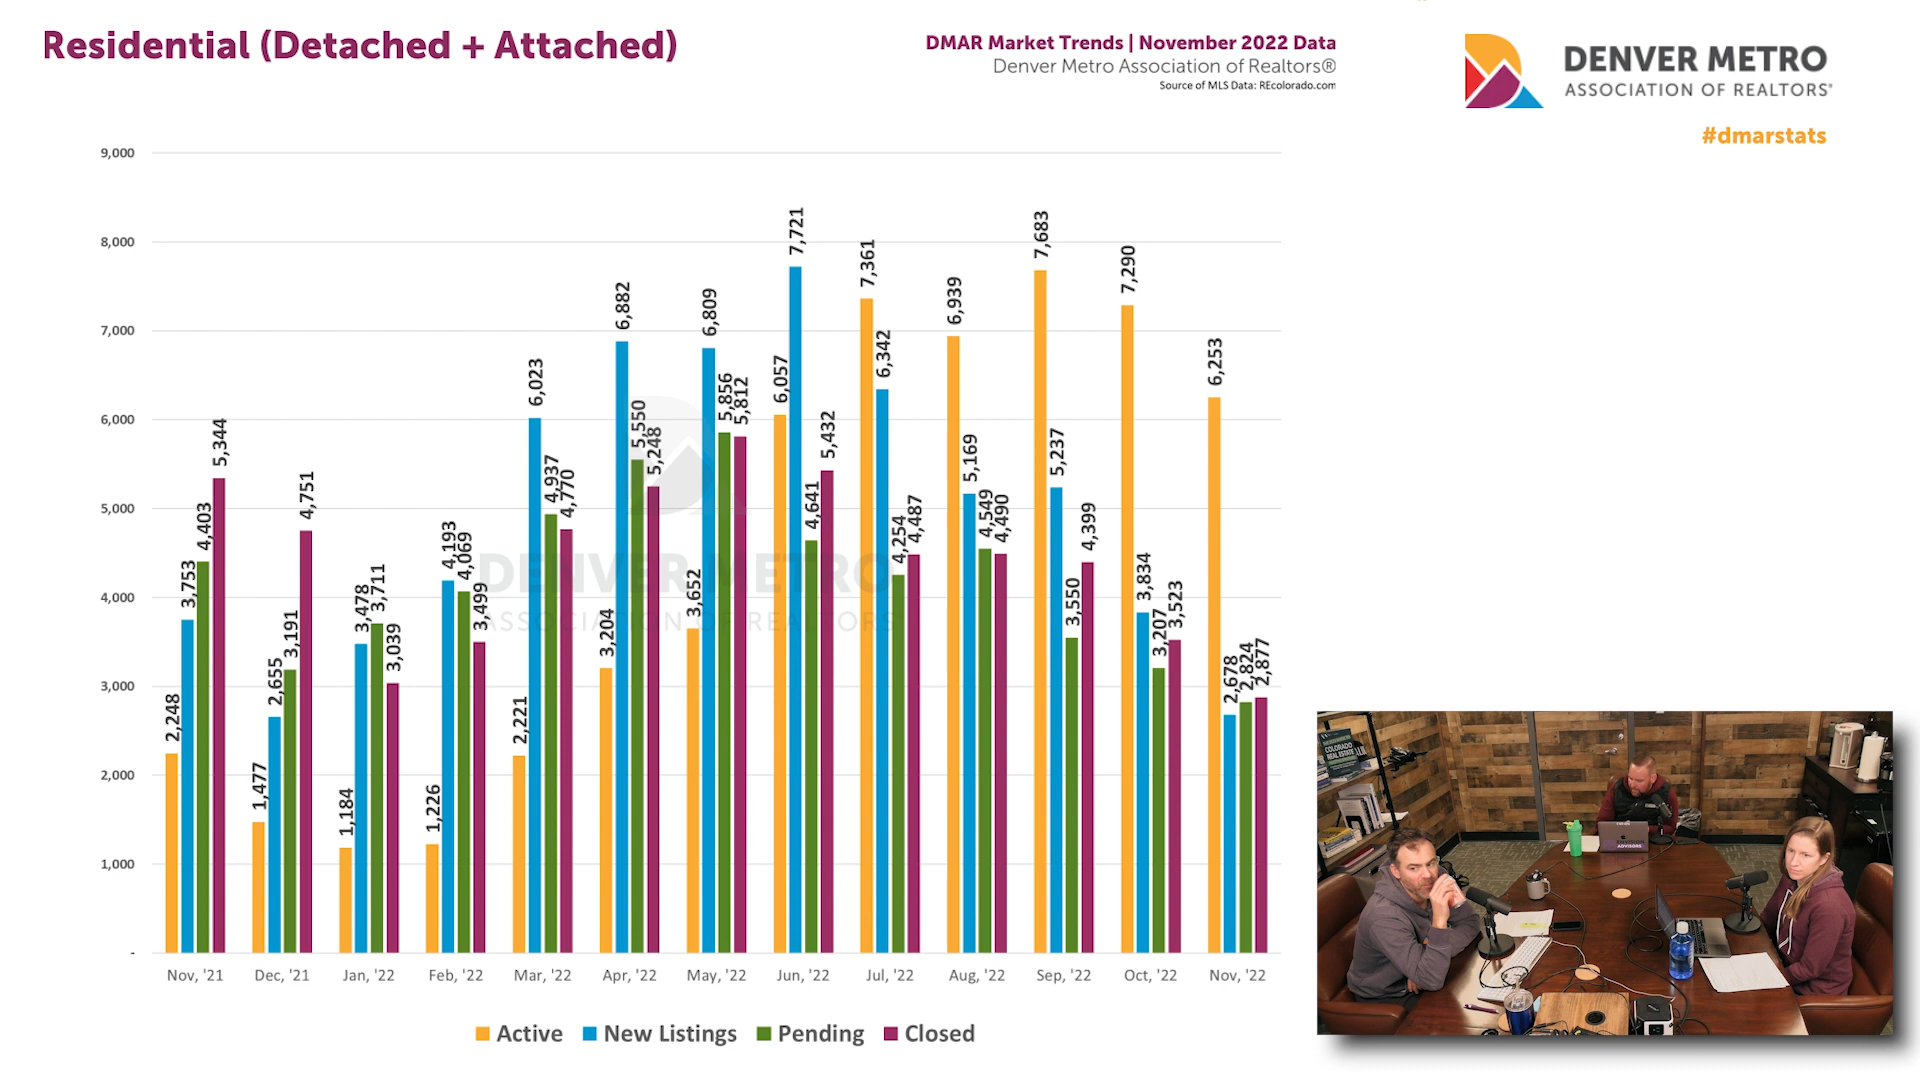 Residential (Detached + Attached)
DMAR Market Trends | November 2022 Data
Denver Metro Association of Realtors®
Source of MLS Data: REcolorado.com
DENVER METRO
ASSOCIATION OF REALTORS®
#dmarstats
9,000
8,000
7,000
6,000
5,000
4,000
3,000
2,000
1,000
-
2,248
3,753
4,403
5,344
1,477
2,655
3,191
4,751
1,184
3,478
3,711
3,039
1,226
4,193
4,069
3,499
2,221
6,023
4,937
4,770
3,204
6,882
5,550
5,248
3,652
6,809
5,856
5,812
6,057
7,721
4,641
5,432
7,361
6,342
4,254
4,487
6,939
5,169
4,549
4,490
7,683
5,237
3,550
4,399
7,290
3,834
3,207
3,523
6,253
2,678
2,824
2,877
DENVER METRO
ASSOCIATION OF REALTORS®
Nov, '21
Dec, '21
Jan, '22
Feb, '22
Mar, '22
Apr, '22
May, '22
Jun, '22
Jul, '22
Aug, '22
Sep, '22
Oct, '22
Nov, '22
Active
New Listings
Pending
Closed
COLORADO
REAL ESTATE
ADVISORS